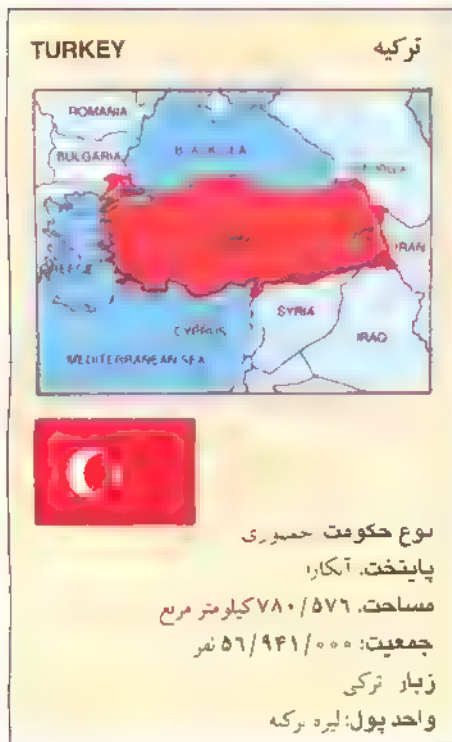 TURKEY ترکیه
ROMANIA
BULGARIA
IRAN
SYRIA
CYPRUS
IRAQ
MEDITERRANEAN SEA
نوع حکومت جمهوری
پایتخت. آنکارا
مساحت. ۷۸۰/۵۷۶ کیلومتر مربع
جمعیت: ۵۶/۹۴۱/۰۰۰ نفر
زبان ترکی
واحد پول: لیره ترکیه